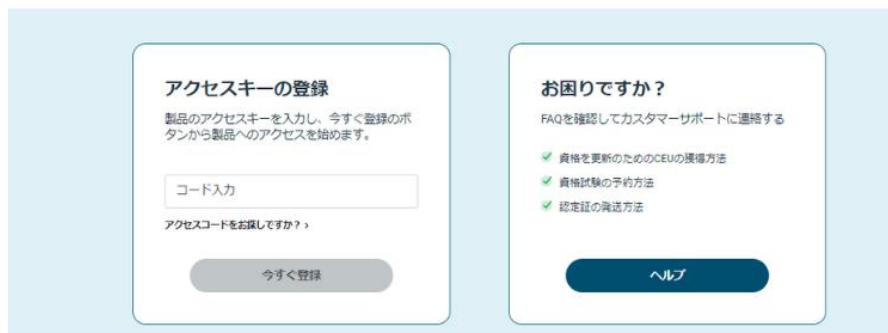 アクセスキーの登録
製品のアクセスキーを入力し、今すぐ登録のボ
タンから製品へのアクセスを始めます。
コード入力
アクセスコードをお探しですか？ ›
今すぐ登録
お困りですか？
FAQを確認してカスタマーサポートに連絡する
資格を更新のためのCEUの獲得方法
資格試験の予約方法
認定証の発送方法
ヘルプ